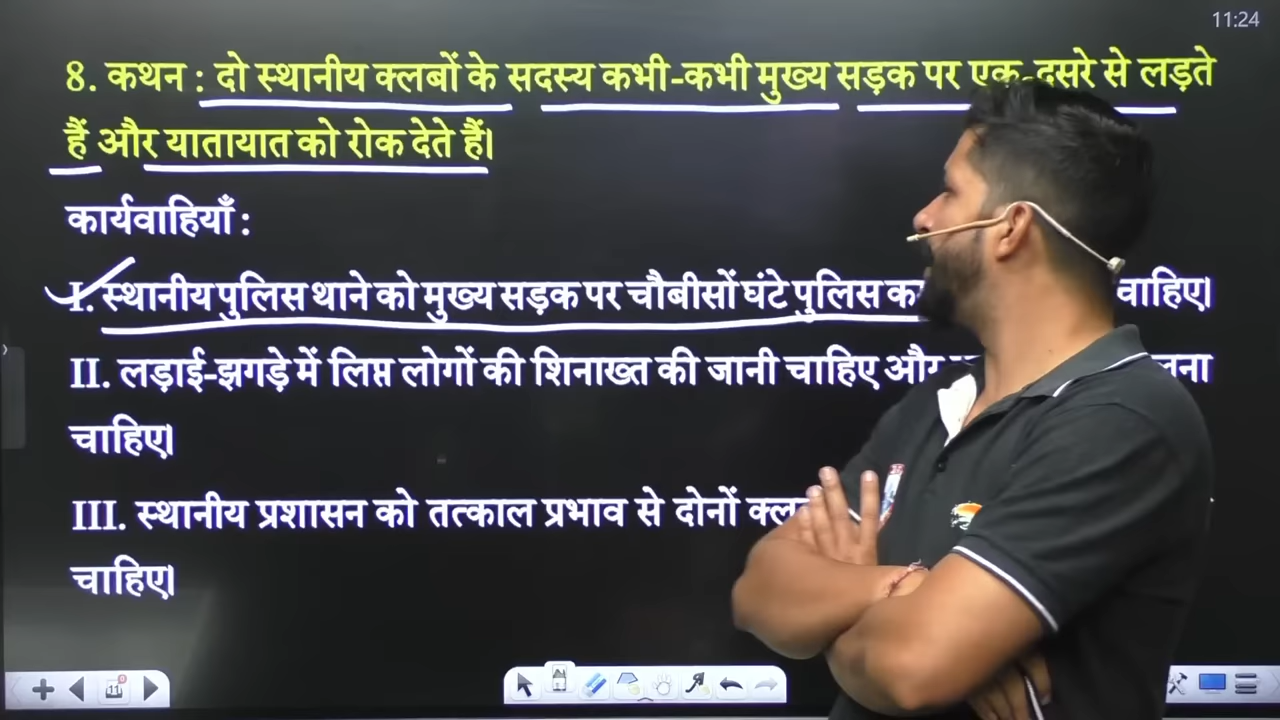 11:24
8. कथन : दो स्थानीय क्लबों के सदस्य कभी-कभी मुख्य सड़क पर एक-दूसरे से लड़ते
हैं और यातायात को रोक देते हैं।
कार्यवाहियाँ :
I. स्थानीय पुलिस थाने को मुख्य सड़क पर चौबीसों घंटे पुलिस
II. लड़ाई-झगड़े में लिप्त लोगों की शिनाख्त की जानी चाहिए और
चाहिए।
III. स्थानीय प्रशासन को तत्काल प्रभाव से दोनों
चाहिए।